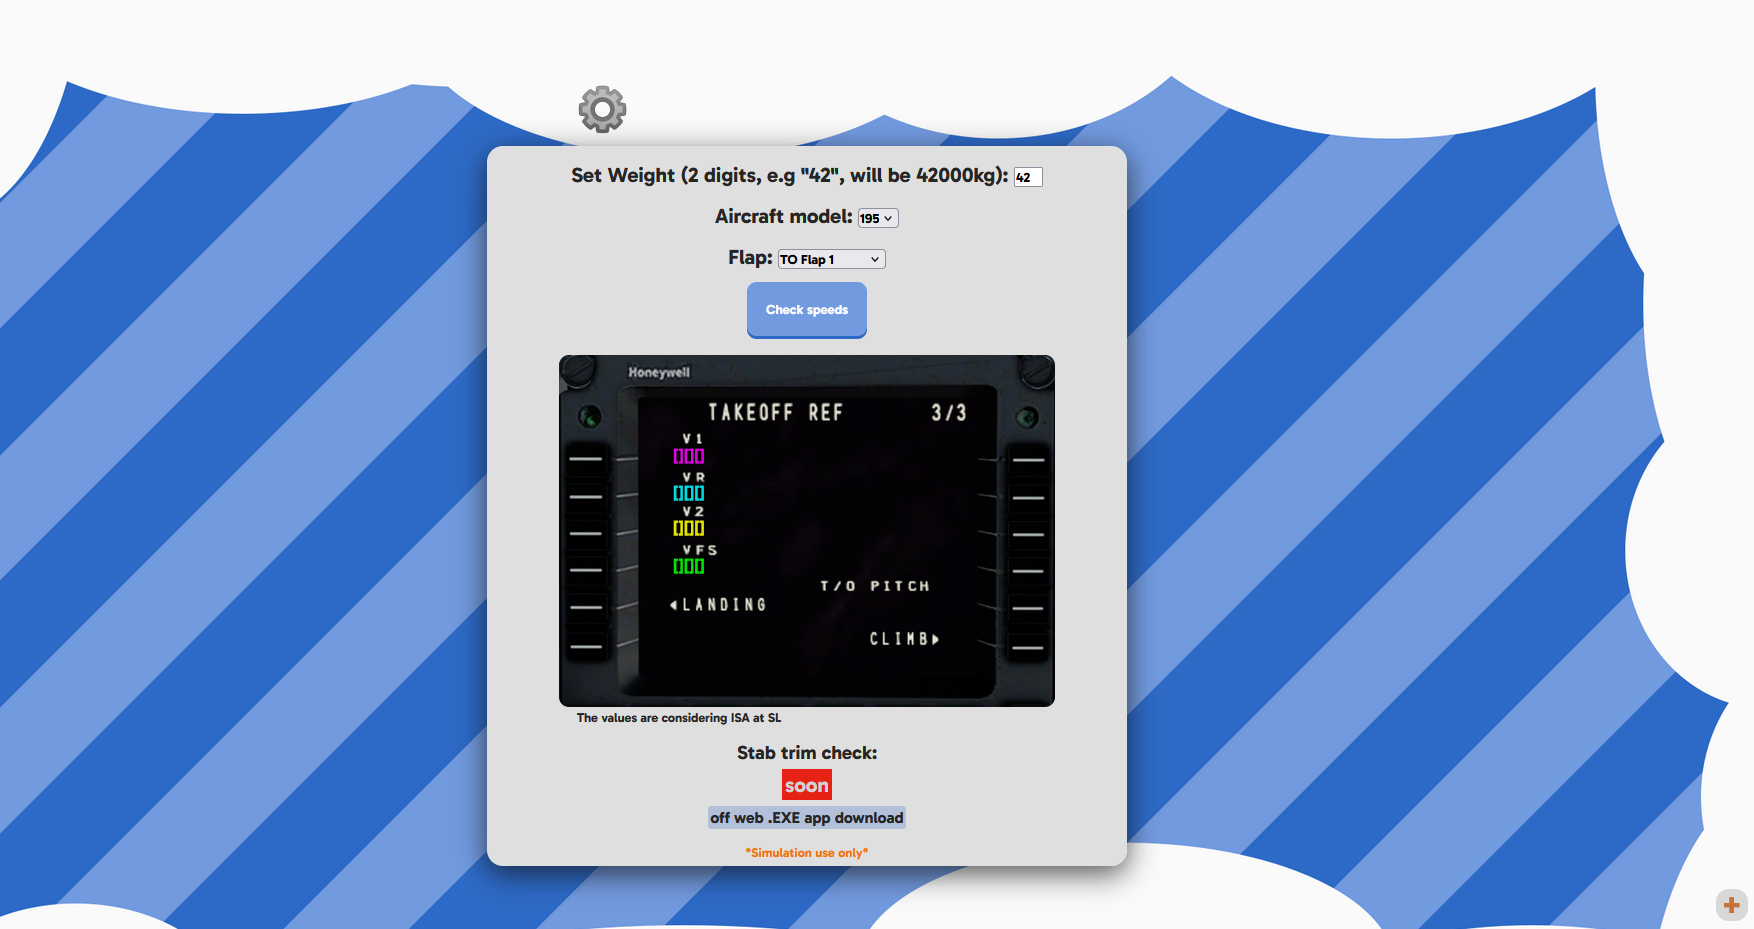 Set Weight (2 digits, e.g "42", will be 42000kg): 42
Aircraft model: 195
Flap: TO Flap 1
Check speeds
Honeywell
TAKEOFF REF 3/3
V1
[][][]
VR
[][][]
V2
[][][]
VFS
[][][]
T/O PITCH
◂LANDING
CLIMB▸
The values are considering ISA at SL
Stab trim check:
soon
off web .EXE app download
*Simulation use only*